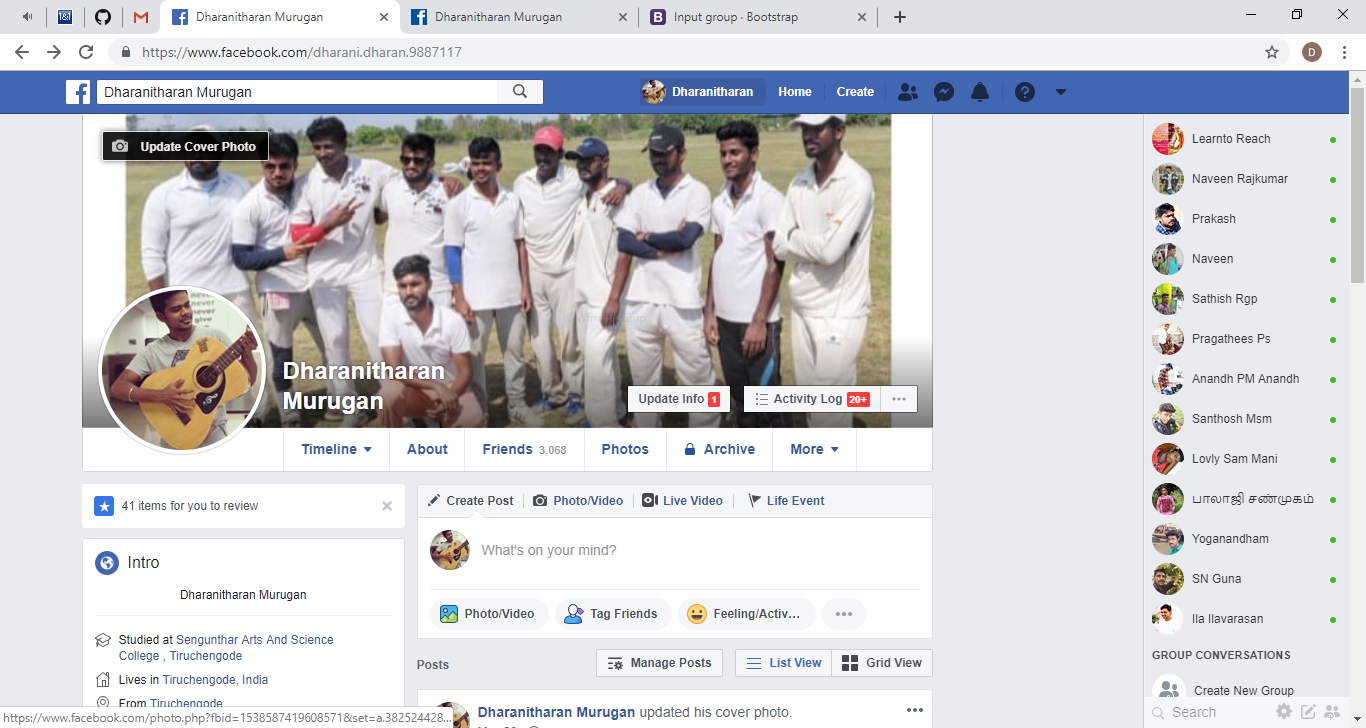 Dharanitharan Murugan
Dharanitharan Murugan
Input group · Bootstrap
https://www.facebook.com/dharani.dharan.9887117
D
Dharanitharan Murugan
Dharanitharan
Home
Create
Update Cover Photo
Dharanitharan
Murugan
Update Info 1
Activity Log 20+
Timeline
About
Friends 3,068
Photos
Archive
More
41 items for you to review
Intro
Dharanitharan Murugan
Studied at Sengunthar Arts And Science
College , Tiruchengode
Lives in Tiruchengode, India
From Tiruchengode
https://www.facebook.com/photo.php?fbid=1538587419608571&set=a.382524428...
Create Post
Photo/Video
Live Video
Life Event
What's on your mind?
Photo/Video
Tag Friends
Feeling/Activ...
Posts
Manage Posts
List View
Grid View
Dharanitharan Murugan updated his cover photo.
Learnto Reach
Naveen Rajkumar
Prakash
Naveen
Sathish Rgp
Pragathees Ps
Anandh PM Anandh
Santhosh Msm
Lovly Sam Mani
பாலாஜி சண்முகம்
Yoganandham
SN Guna
Ila Ilavarasan
GROUP CONVERSATIONS
Create New Group
Search